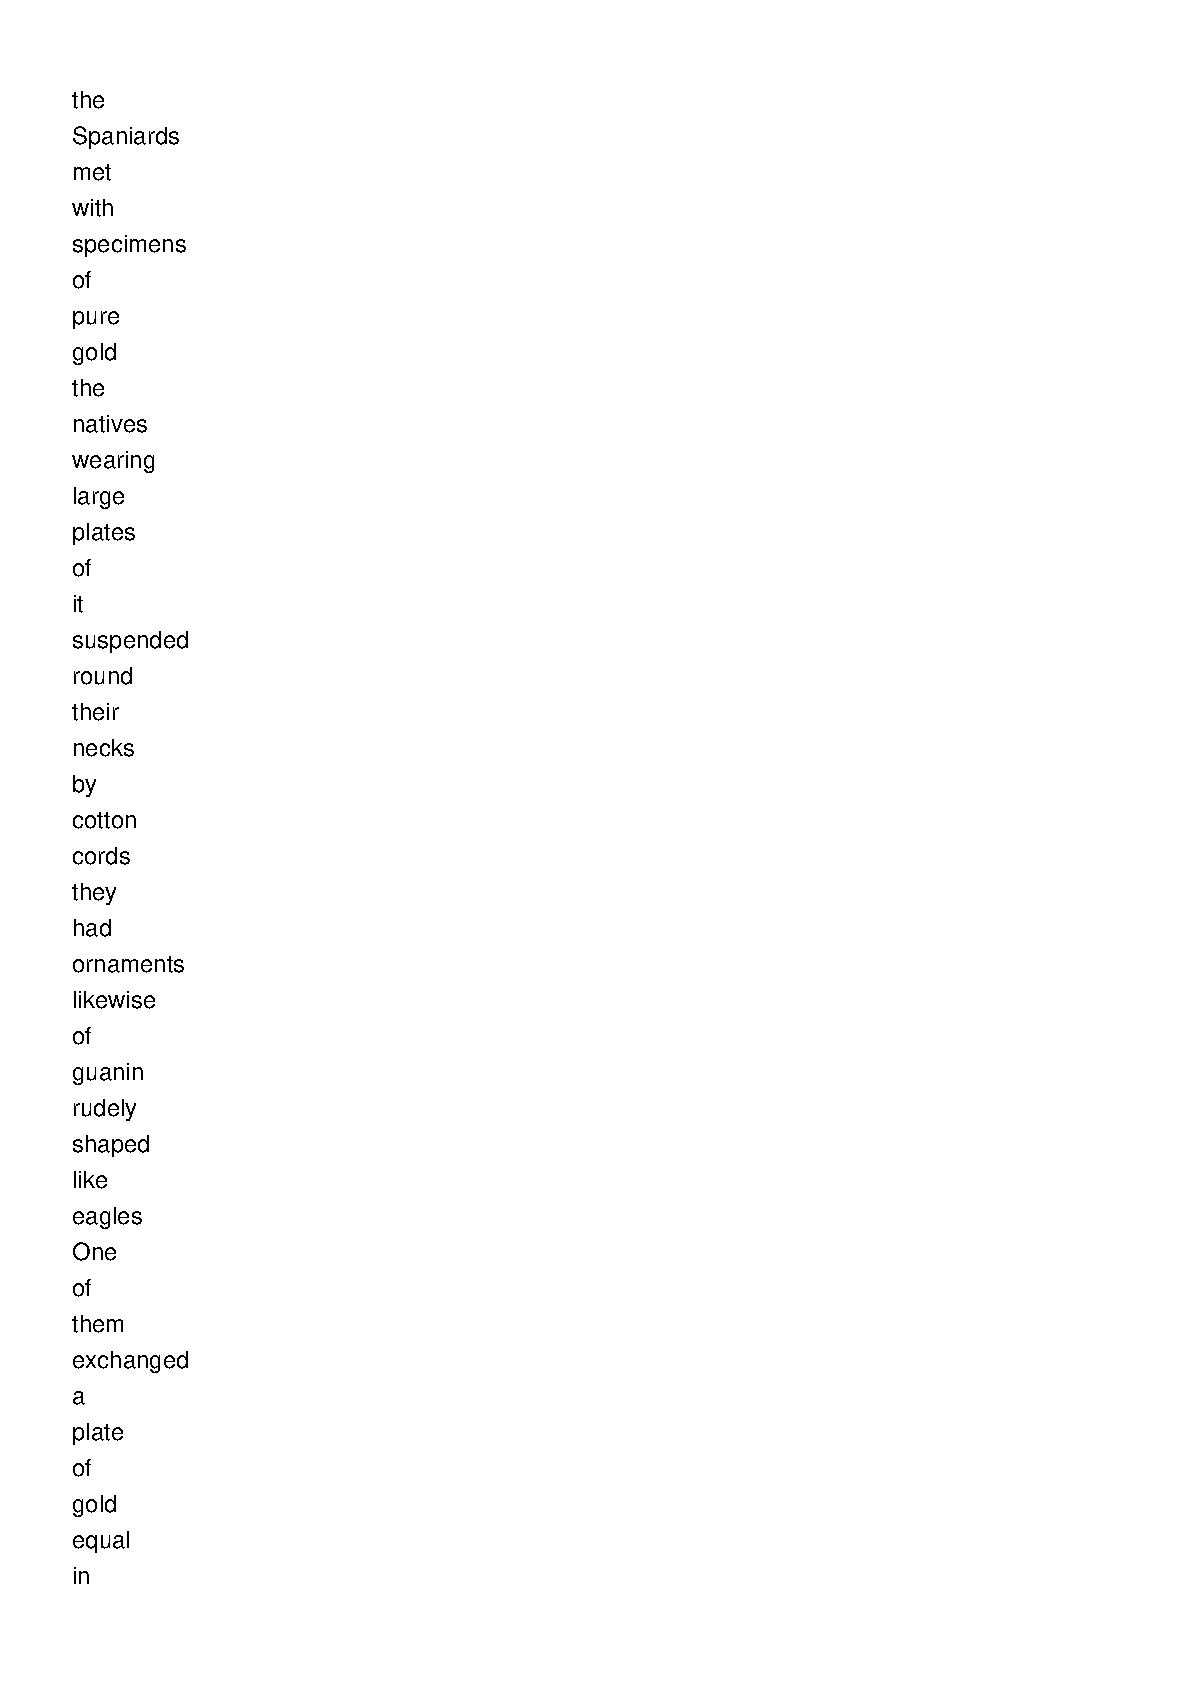 the
Spaniards
met
with
specimens
of
pure
gold
the
natives
wearing
large
plates
of
it
suspended
round
their
necks
by
cotton
cords
they
had
ornaments
likewise
of
guanin
rudely
shaped
like
eagles
One
of
them
exchanged
a
plate
of
gold
equal
in